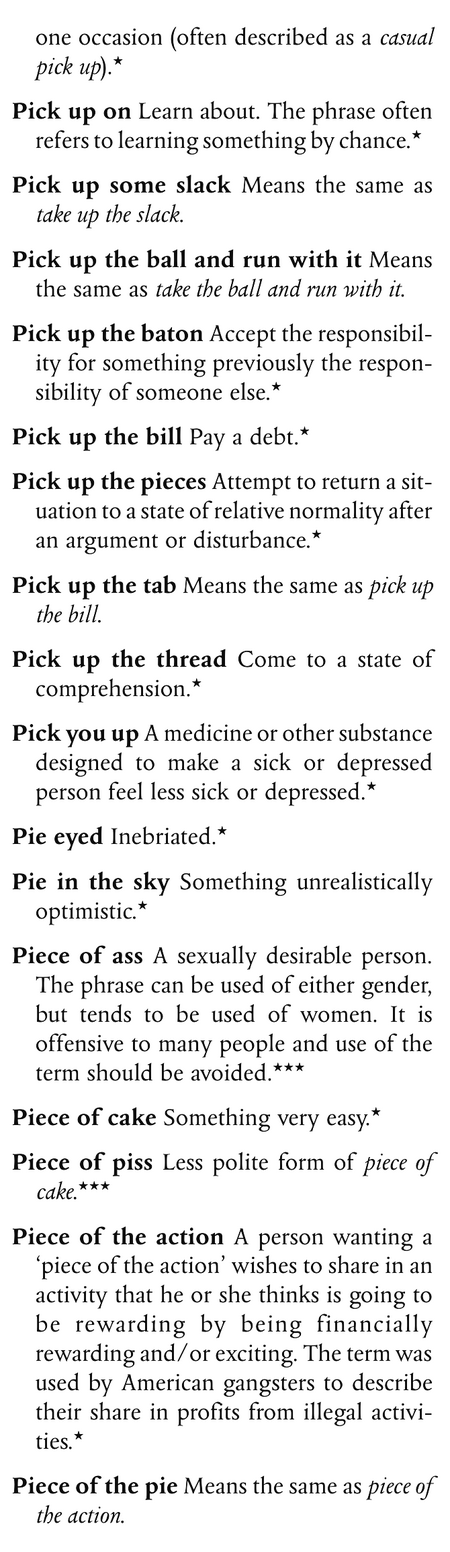 one occasion (often described as a casual
pick up).★
Pick up on Learn about. The phrase often
refers to learning something by chance.★
Pick up some slack Means the same as
take up the slack.
Pick up the ball and run with it Means
the same as take the ball and run with it.
Pick up the baton Accept the responsibil-
ity for something previously the respon-
sibility of someone else.★
Pick up the bill Pay a debt.★
Pick up the pieces Attempt to return a sit-
uation to a state of relative normality after
an argument or disturbance.★
Pick up the tab Means the same as pick up
the bill.
Pick up the thread Come to a state of
comprehension.★
Pick you up A medicine or other substance
designed to make a sick or depressed
person feel less sick or depressed.★
Pie eyed Inebriated.★
Pie in the sky Something unrealistically
optimistic.★
Piece of ass A sexually desirable person.
The phrase can be used of either gender,
but tends to be used of women. It is
offensive to many people and use of the
term should be avoided.★★★
Piece of cake Something very easy.★
Piece of piss Less polite form of piece of
cake.★★★
Piece of the action A person wanting a
‘piece of the action’ wishes to share in an
activity that he or she thinks is going to
be rewarding by being financially
rewarding and/or exciting. The term was
used by American gangsters to describe
their share in profits from illegal activi-
ties.★
Piece of the pie Means the same as piece of
the action.